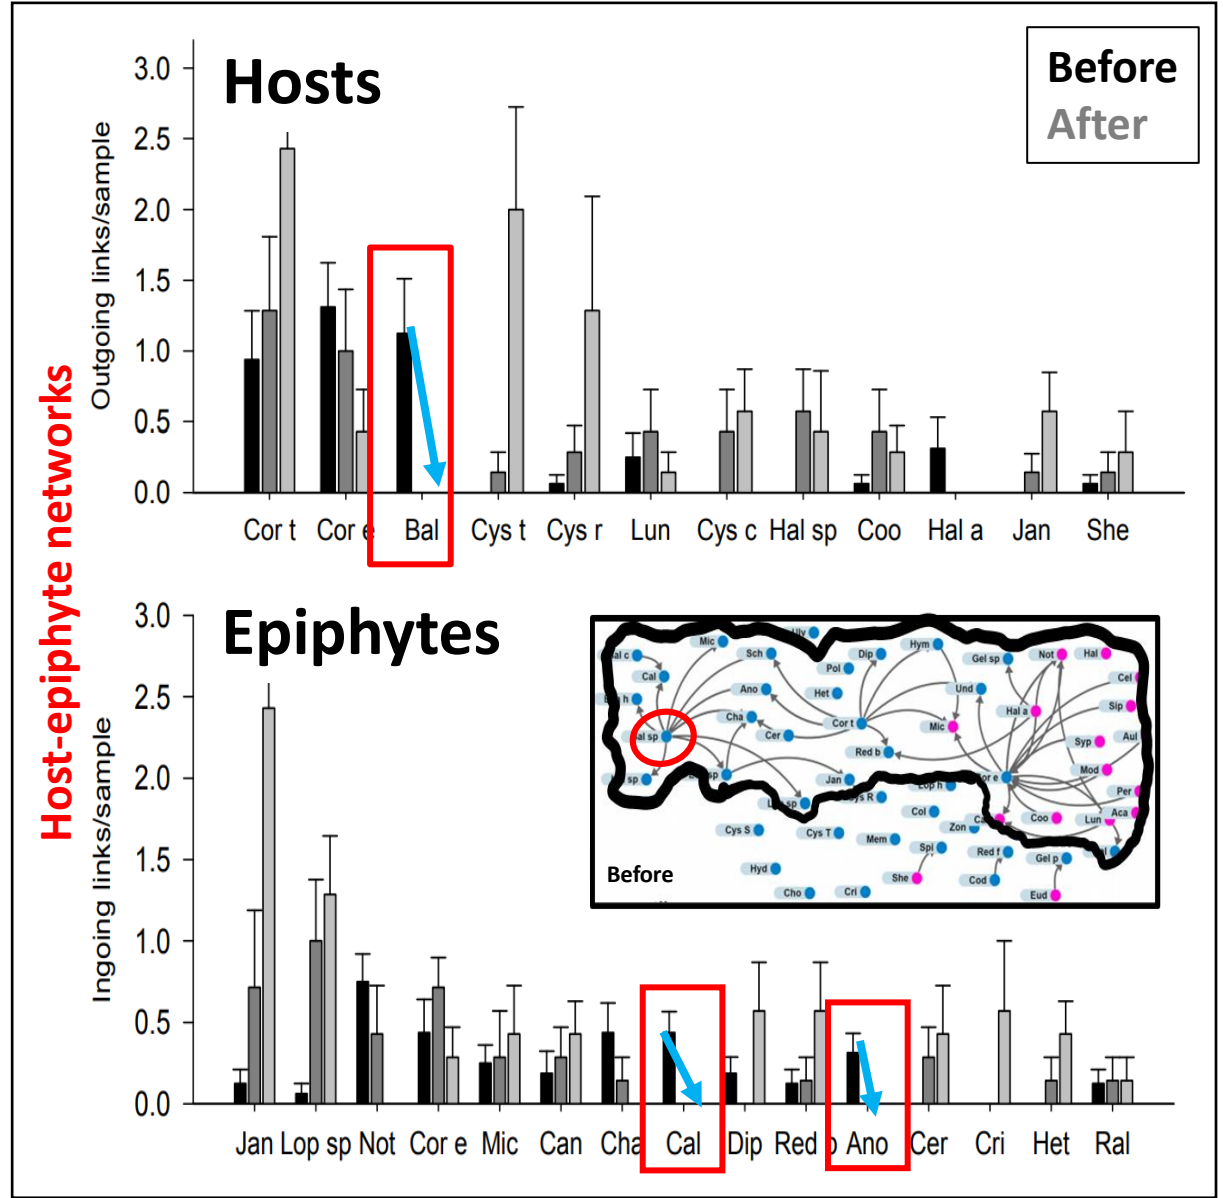 Host-epiphyte networks
Hosts
Before
After
Outgoing links/sample
3.0
2.5
2.0
1.5
1.0
0.5
0.0
Cor t Cor e Bal Cys t Cys r Lun Cys c Hal sp Coo Hal a Jan She
Epiphytes
Ingoing links/sample
3.0
2.5
2.0
1.5
1.0
0.5
0.0
Jan Lop sp Not Cor e Mic Can Cha Cal Dip Red Ano Cer Cri Het Ral
Mic
Hym
Sch
Dip
Gel sp
Not
Hal
Cal
Pol
Cel
Ano
Het
Und
Sip
Cha
Hal a
Cor t
Mic
Cer
Red b
Syp
Aul
Jan
Mod
Per
Col
Coo
Lun
Aca
Cys S
Cys T
Mem
Zon
Spl
Red f
Gel p
Hyd
She
Cod
Cho
Cri
Eud
Before